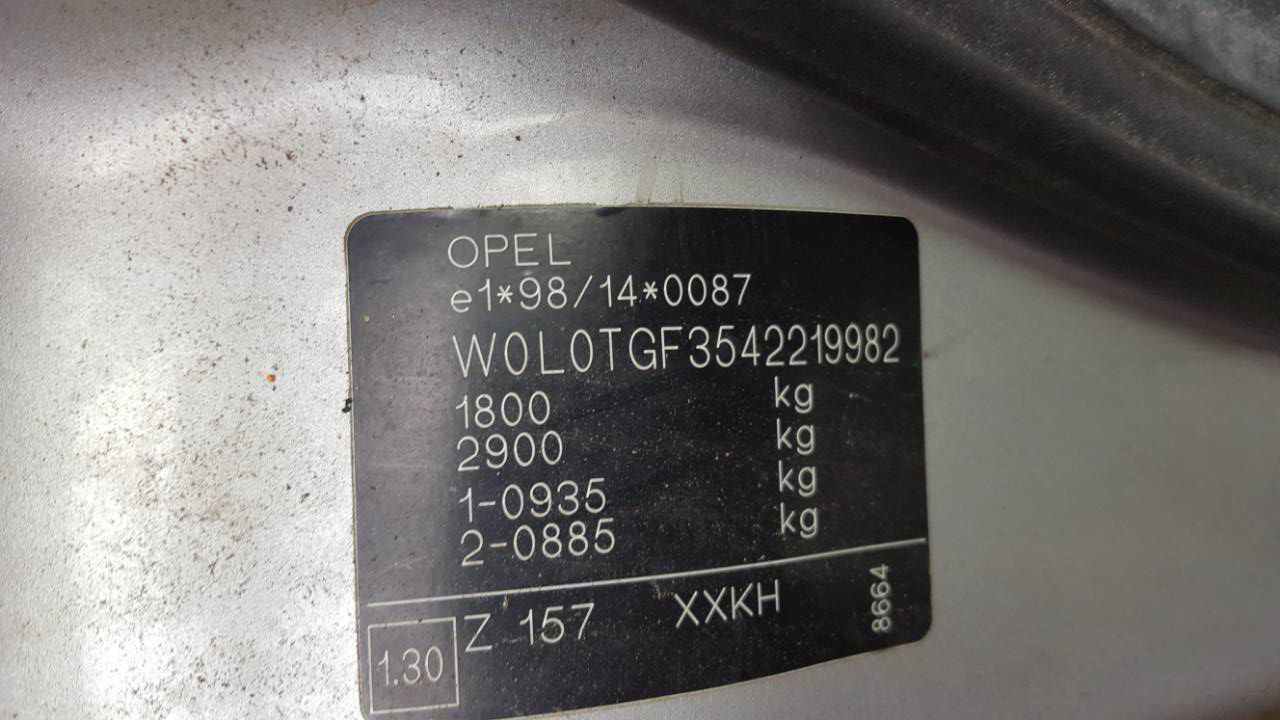 OPEL
e1*98/14*0087
W0L0TGF3542219982
1800 kg
2900 kg
1-0935 kg
2-0885 kg
1.30 Z 157 XXKH
8664